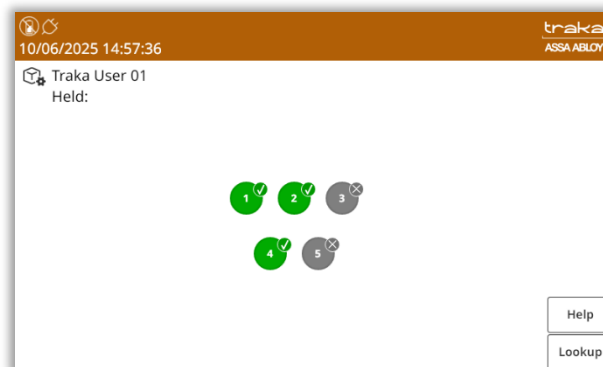 traka
10/06/2025 14:57:36
ASSA ABLOY
Traka User 01
Held:
1 2 3
4 5
Help
Lookup